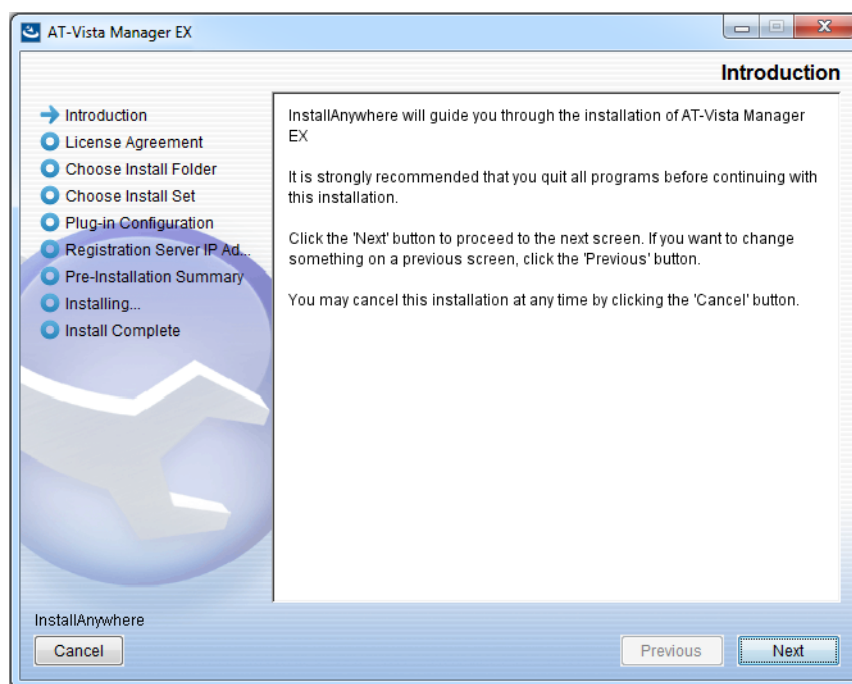 AT-Vista Manager EX
Introduction
Introduction
License Agreement
Choose Install Folder
Choose Install Set
Plug-in Configuration
Registration Server IP Ad...
Pre-Installation Summary
Installing...
Install Complete
InstallAnywhere will guide you through the installation of AT-Vista Manager
EX
It is strongly recommended that you quit all programs before continuing with
this installation.
Click the 'Next' button to proceed to the next screen. If you want to change
something on a previous screen, click the 'Previous' button.
You may cancel this installation at any time by clicking the 'Cancel' button.
InstallAnywhere
Cancel
Previous
Next